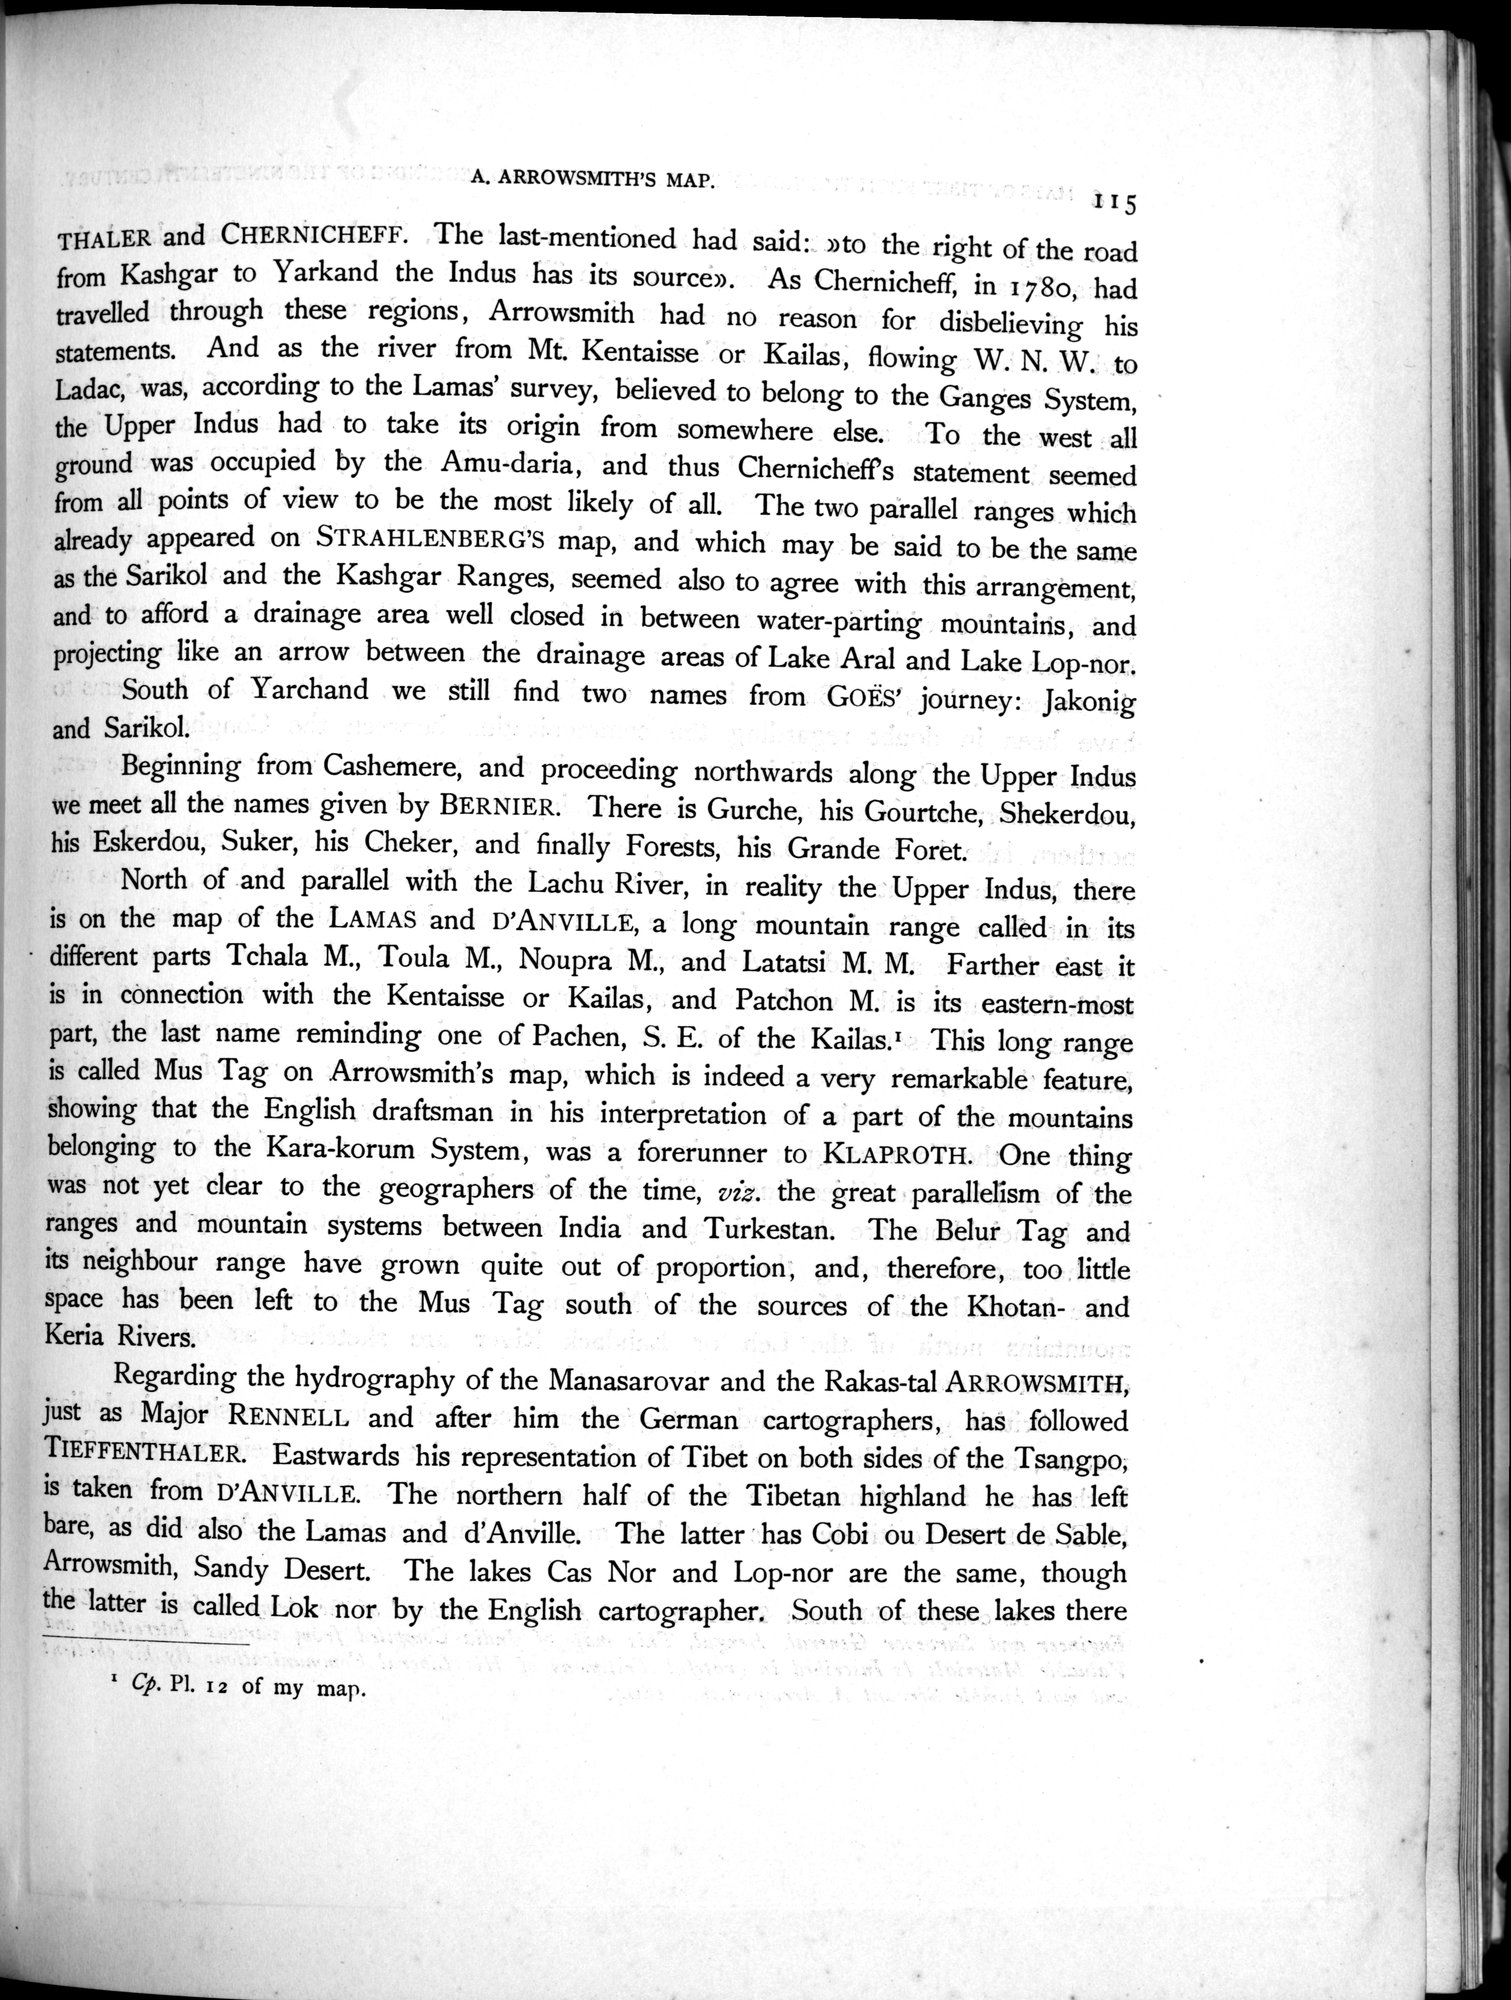 A. ARROWSMITH'S MAP.
115
THALER and CHERNICHEFF. The last-mentioned had said: »to the right of the road
from Kashgar to Yarkand the Indus has its source». As Chernicheff, in 1780, had
travelled through these regions, Arrowsmith had no reason for disbelieving his
statements. And as the river from Mt. Kentaisse or Kailas, flowing W. N. W. to
Ladac, was, according to the Lamas' survey, believed to belong to the Ganges System,
the Upper Indus had to take its origin from somewhere else. To the west all
ground was occupied by the Amu-daria, and thus Chernicheff's statement seemed
from all points of view to be the most likely of all. The two parallel ranges which
already appeared on STRAHLENBERG'S map, and which may be said to be the same
as the Sarikol and the Kashgar Ranges, seemed also to agree with this arrangement,
and to afford a drainage area well closed in between water-parting mountains, and
projecting like an arrow between the drainage areas of Lake Aral and Lake Lop-nor.
South of Yarchand we still find two names from GOËS' journey: Jakonig
and Sarikol.
Beginning from Cashemere, and proceeding northwards along the Upper Indus
we meet all the names given by BERNIER. There is Gurche, his Gourtche, Shekerdou,
his Eskerdou, Suker, his Cheker, and finally Forests, his Grande Foret.
North of and parallel with the Lachu River, in reality the Upper Indus, there
is on the map of the LAMAS and D'ANVILLE, a long mountain range called in its
different parts Tchala M., Toula M., Noupra M., and Latatsi M. M. Farther east it
is in connection with the Kentaisse or Kailas, and Patchon M. is its eastern-most
part, the last name reminding one of Pachen, S. E. of the Kailas.¹ This long range
is called Mus Tag on Arrowsmith's map, which is indeed a very remarkable feature,
showing that the English draftsman in his interpretation of a part of the mountains
belonging to the Kara-korum System, was a forerunner to KLAPROTH. One thing
was not yet clear to the geographers of the time, viz. the great parallelism of the
ranges and mountain systems between India and Turkestan. The Belur Tag and
its neighbour range have grown quite out of proportion, and, therefore, too little
space has been left to the Mus Tag south of the sources of the Khotan- and
Keria Rivers.
Regarding the hydrography of the Manasarovar and the Rakas-tal ARROWSMITH,
just as Major RENNELL and after him the German cartographers, has followed
TIEFFENTHALER. Eastwards his representation of Tibet on both sides of the Tsangpo,
is taken from D'ANVILLE. The northern half of the Tibetan highland he has left
bare, as did also the Lamas and d'Anville. The latter has Cobi ou Desert de Sable,
Arrowsmith, Sandy Desert. The lakes Cas Nor and Lop-nor are the same, though
the latter is called Lok nor by the English cartographer. South of these lakes there
¹ Cp. Pl. 12 of my map.